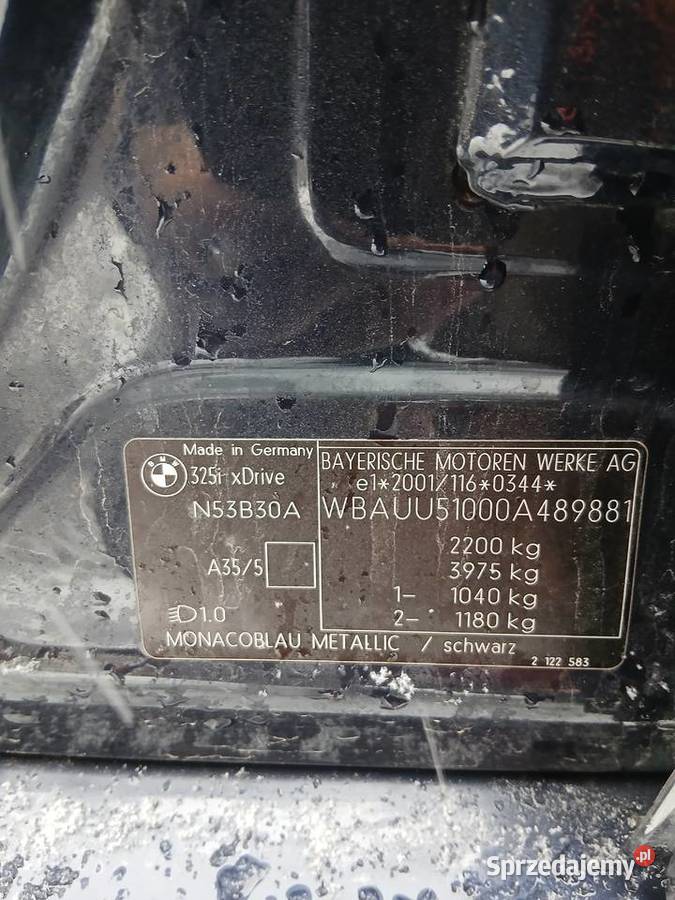 Made in Germany
BMW
325i xDrive
N53B30A
A35/5
1.0
BAYERISCHE MOTOREN WERKE AG
e1*2001/116*0344*
WBAUU51000A489881
2200 kg
3975 kg
1- 1040 kg
2- 1180 kg
MONACOBLAU METALLIC / schwarz
2 122 583
Sprzedajemy.pl